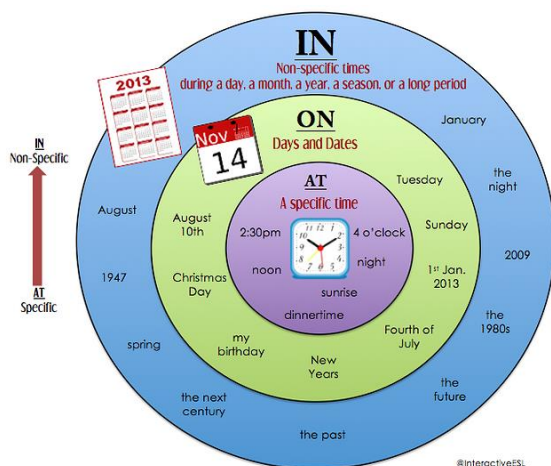 IN
Non-specific times
during a day, a month, a year, a season, or a long period
2013
January
ON
Days and Dates
Nov
14
IN
Non-Specific
AT
A specific time
Tuesday
the
night
August
August
10th
2:30pm
4 o'clock
Sunday
noon
night
2009
1947
Christmas
Day
1st Jan.
2013
sunrise
AT
Specific
dinnertime
the
1980s
spring
my
birthday
Fourth of
July
New
Years
the next
century
the
future
the past
@InteractiveESL